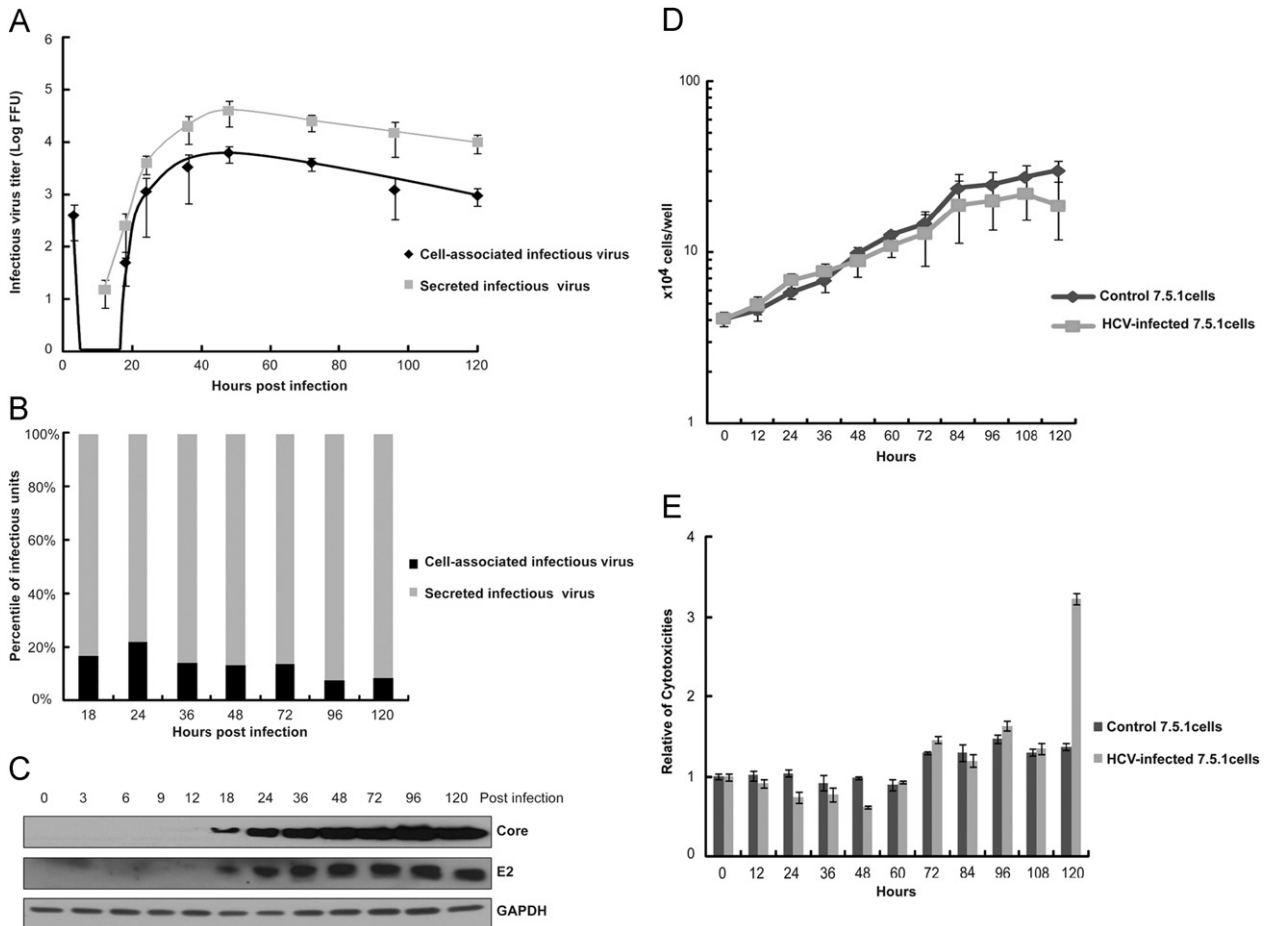 A
Infectious virus titer (Log FFU)
6
5
4
3
2
1
0
0 20 40 60 80 100 120
Hours post infection
Cell-associated infectious virus
Secreted infectious virus
B
Percentile of infectious units
100%
80%
60%
40%
20%
0%
18 24 36 48 72 96 120
Hours post infection
Cell-associated infectious virus
Secreted infectious virus
C
0 3 6 9 12 18 24 36 48 72 96 120 Post infection
Core
E2
GAPDH
D
x10⁴ cells/well
100
10
1
0 12 24 36 48 60 72 84 96 108 120
Hours
Control 7.5.1cells
HCV-infected 7.5.1cells
E
Relative of Cytotoxicities
4
3
2
1
0
0 12 24 36 48 60 72 84 96 108 120
Hours
Control 7.5.1cells
HCV-infected 7.5.1cells